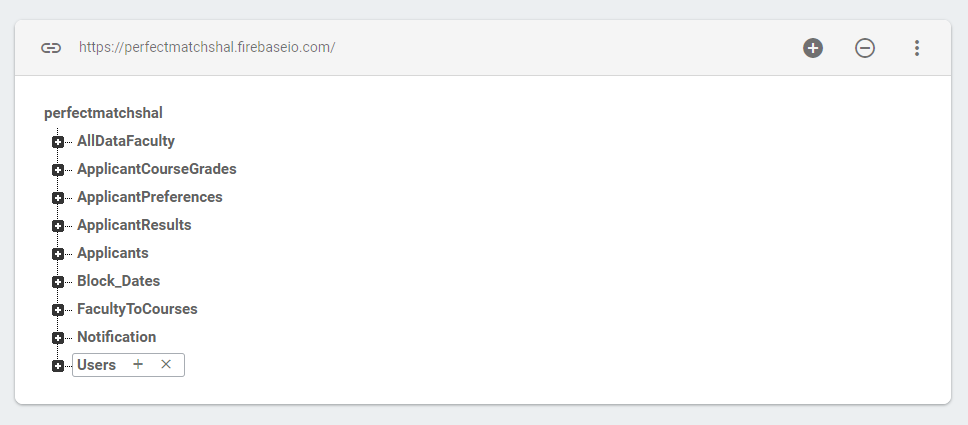 https://perfectmatchshal.firebaseio.com/
perfectmatchshal
AllDataFaculty
ApplicantCourseGrades
ApplicantPreferences
ApplicantResults
Applicants
Block_Dates
FacultyToCourses
Notification
Users